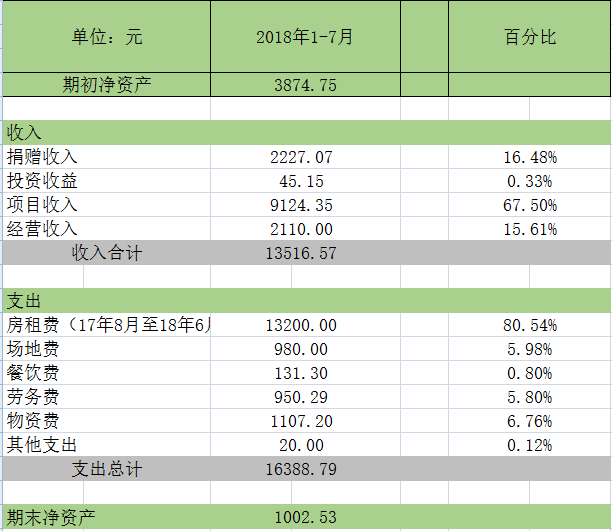 单位：元 2018年1-7月 百分比
期初净资产 3874.75
收入
捐赠收入 2227.07 16.48%
投资收益 45.15 0.33%
项目收入 9124.35 67.50%
经营收入 2110.00 15.61%
收入合计 13516.57
支出
房租费（17年8月至18年6 13200.00 80.54%
场地费 980.00 5.98%
餐饮费 131.30 0.80%
劳务费 950.29 5.80%
物资费 1107.20 6.76%
其他支出 20.00 0.12%
支出总计 16388.79
期末净资产 1002.53